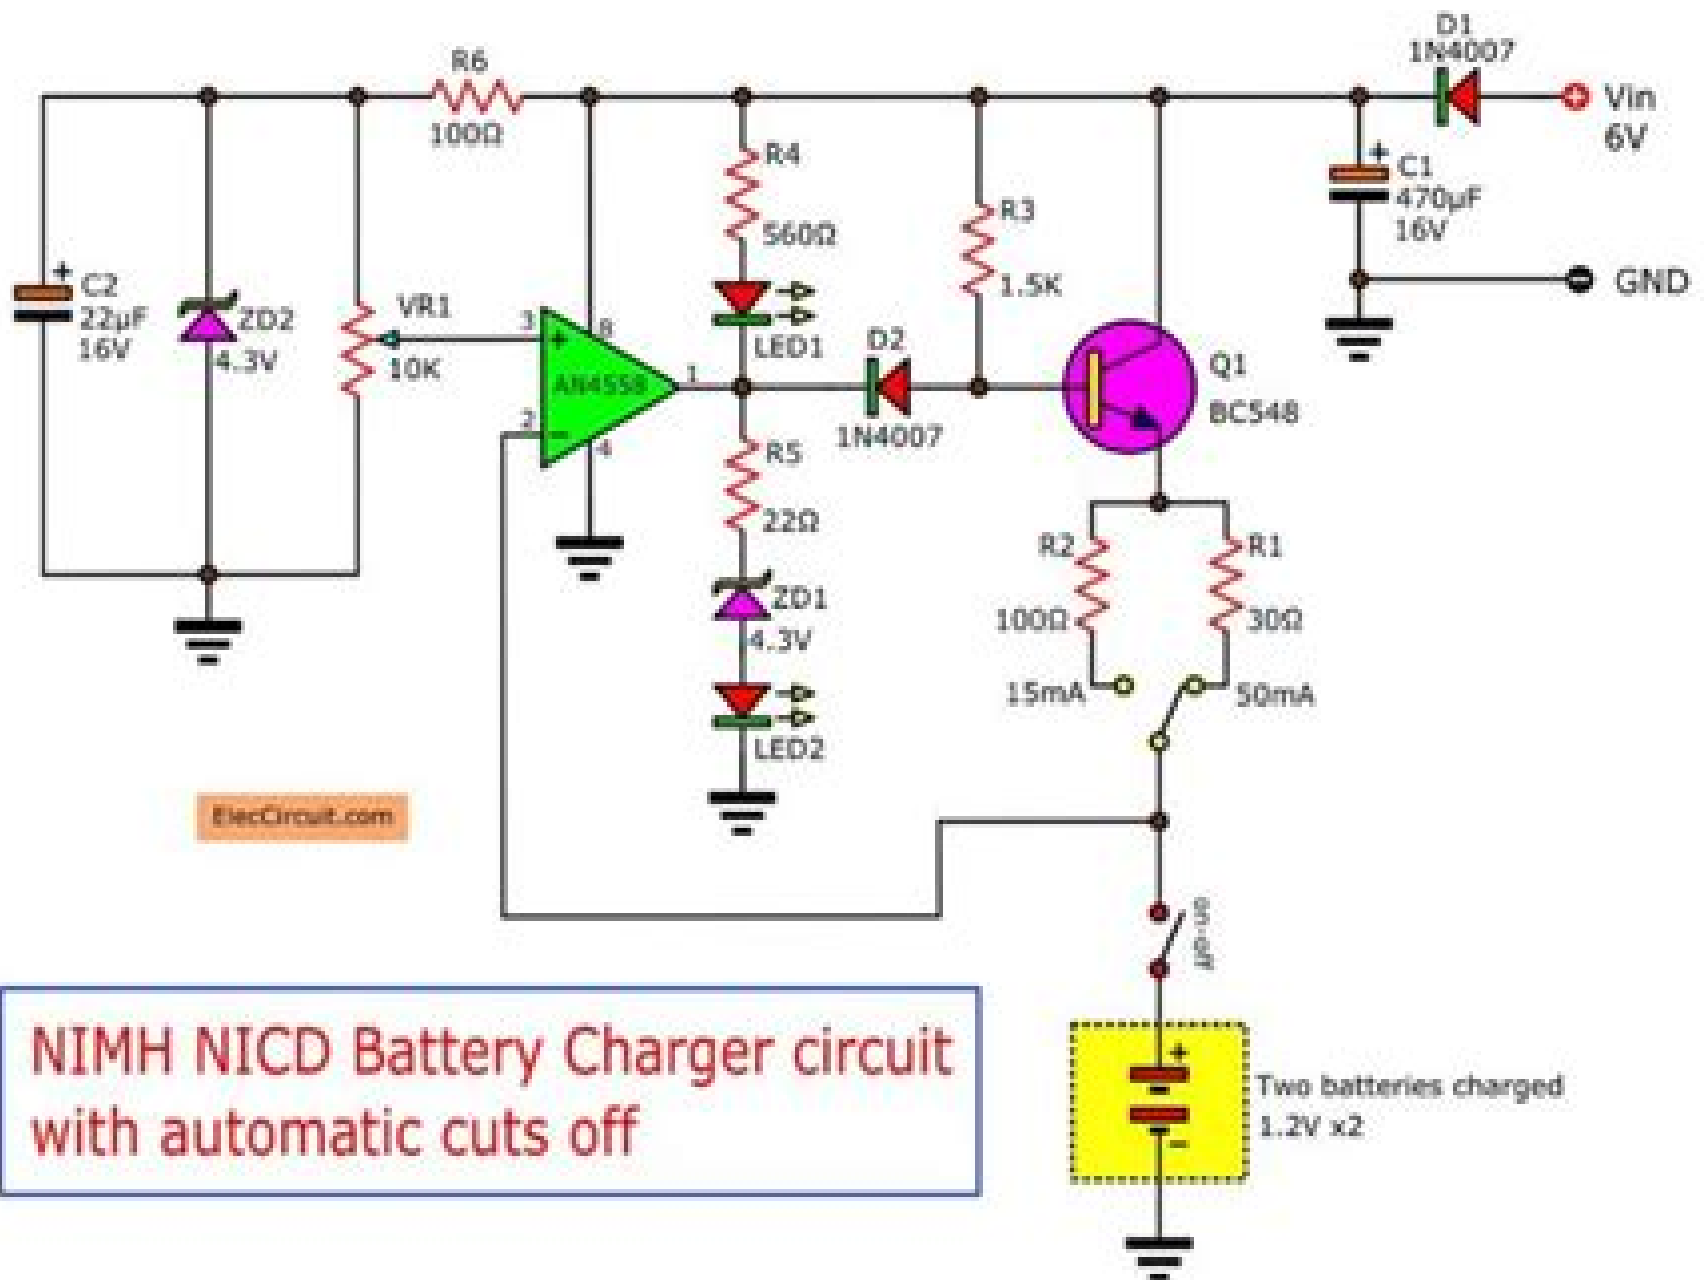 D1
1N4007
Vin
6V
R6
100Ω
R4
560Ω
C1
470µF
16V
R3
1.5K
GND
C2
22µF
16V
ZD2
4.3V
VR1
10K
3
8
+
AN4558
1
2
4
LED1
D2
1N4007
Q1
BC548
R5
22Ω
R2
100Ω
R1
30Ω
ZD1
4.3V
15mA
50mA
LED2
ElecCircuit.com
on-off
NIMH NICD Battery Charger circuit
with automatic cuts off
+
Two batteries charged
1.2V x2